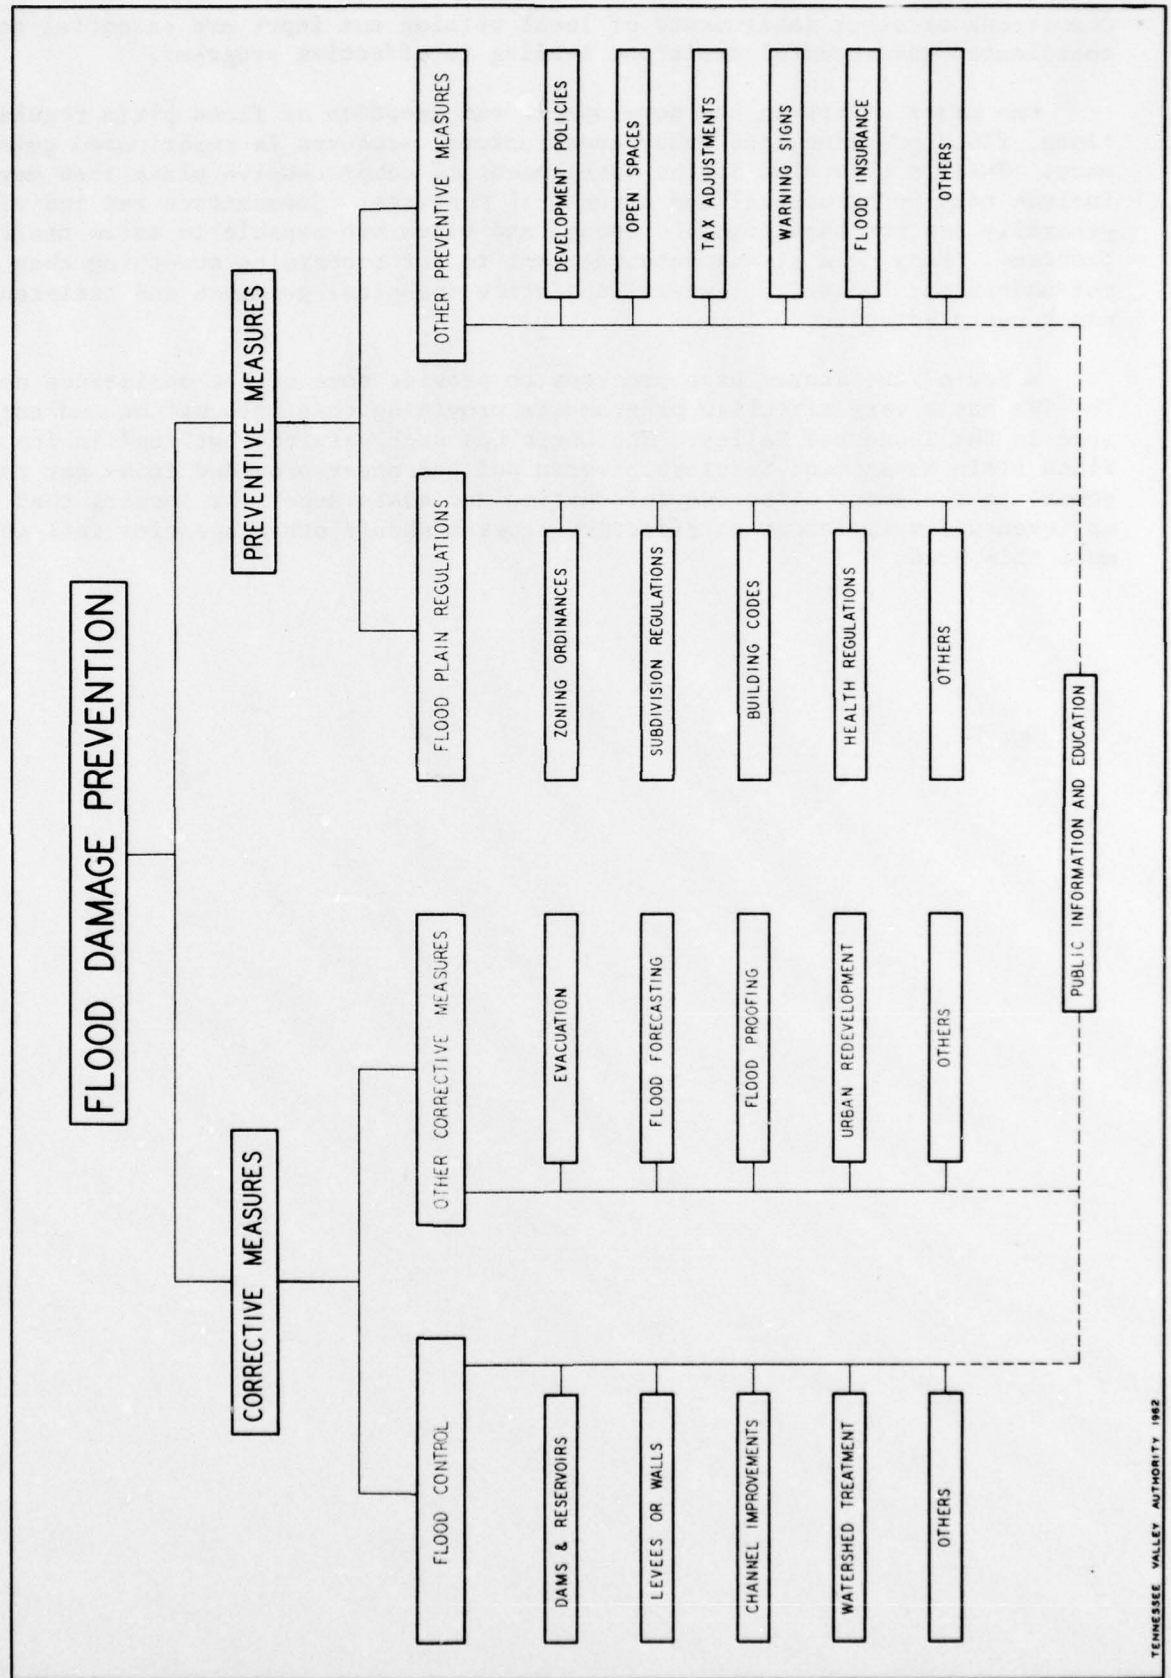 FLOOD DAMAGE PREVENTION
CORRECTIVE MEASURES
PREVENTIVE MEASURES
FLOOD CONTROL
OTHER CORRECTIVE MEASURES
FLOOD PLAIN REGULATIONS
OTHER PREVENTIVE MEASURES
DAMS & RESERVOIRS
LEVEES OR WALLS
CHANNEL IMPROVEMENTS
WATERSHED TREATMENT
OTHERS
EVACUATION
FLOOD FORECASTING
FLOOD PROOFING
URBAN REDEVELOPMENT
OTHERS
ZONING ORDINANCES
SUBDIVISION REGULATIONS
BUILDING CODES
HEALTH REGULATIONS
OTHERS
DEVELOPMENT POLICIES
OPEN SPACES
TAX ADJUSTMENTS
WARNING SIGNS
FLOOD INSURANCE
OTHERS
PUBLIC INFORMATION AND EDUCATION
TENNESSEE VALLEY AUTHORITY 1962